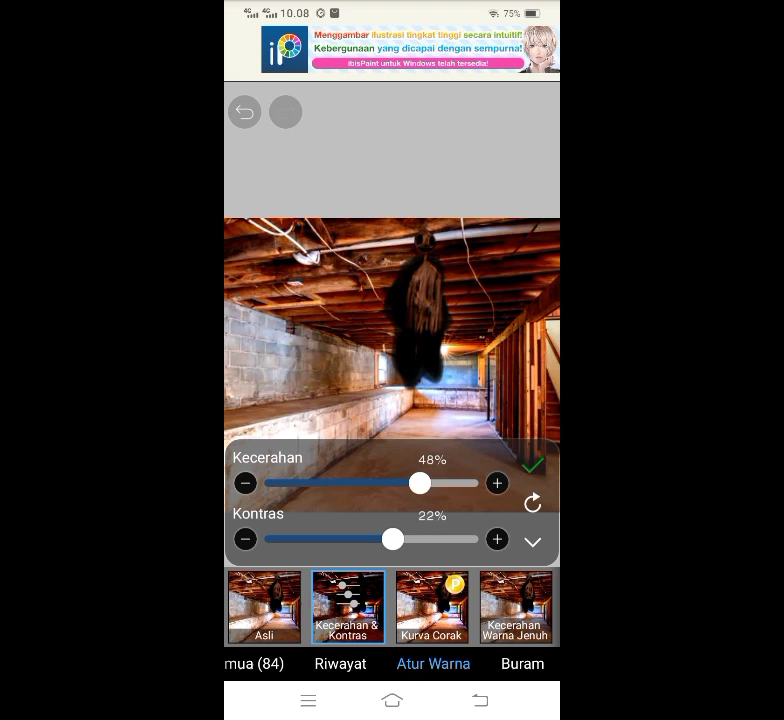 4G 4G 10.08 75%
iP Menggambar ilustrasi tingkat tinggi secara intuitif!
Kebergunaan yang dicapai dengan sempurna!
ibisPaint untuk Windows telah tersedia!
Kecerahan 48%
Kontras 22%
Asli
Kecerahan &
Kontras
P
Kurva Corak
Kecerahan
Warna Jenuh
mua (84) Riwayat Atur Warna Buram